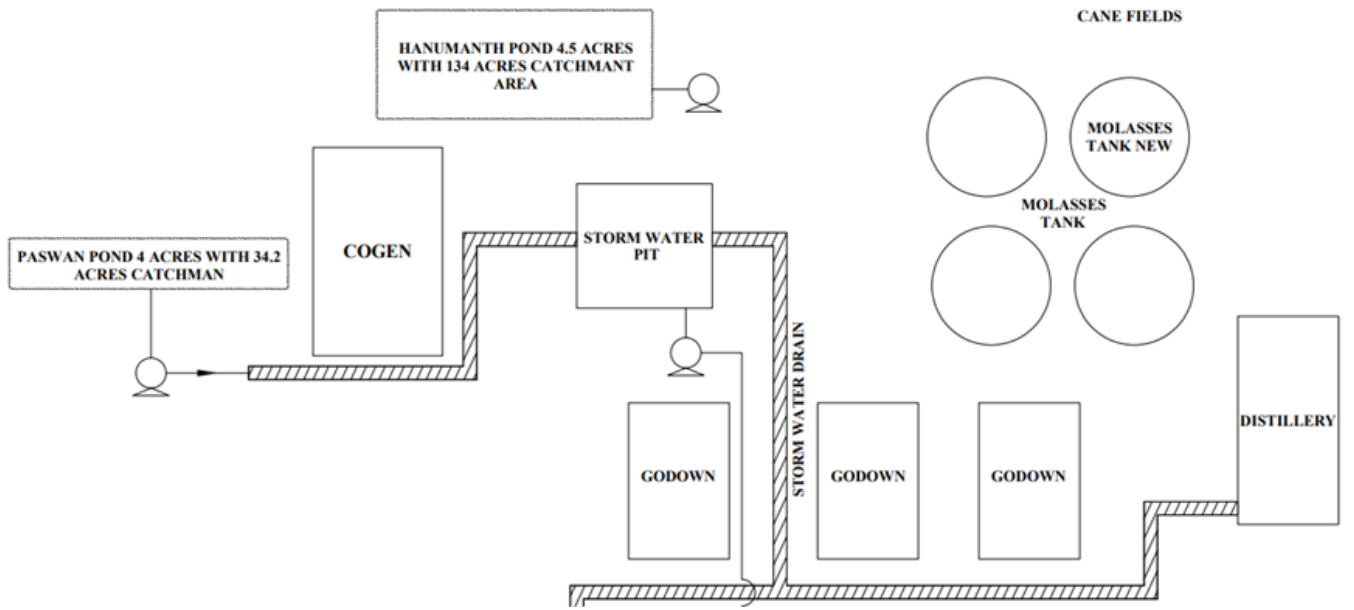 CANE FIELDS
HANUMANTH POND 4.5 ACRES
WITH 134 ACRES CATCHMANT
AREA
MOLASSES
TANK NEW
MOLASSES
TANK
COGEN
STORM WATER
PIT
PASWAN POND 4 ACRES WITH 34.2
ACRES CATCHMAN
STORM WATER DRAIN
GODOWN
GODOWN
GODOWN
DISTILLERY